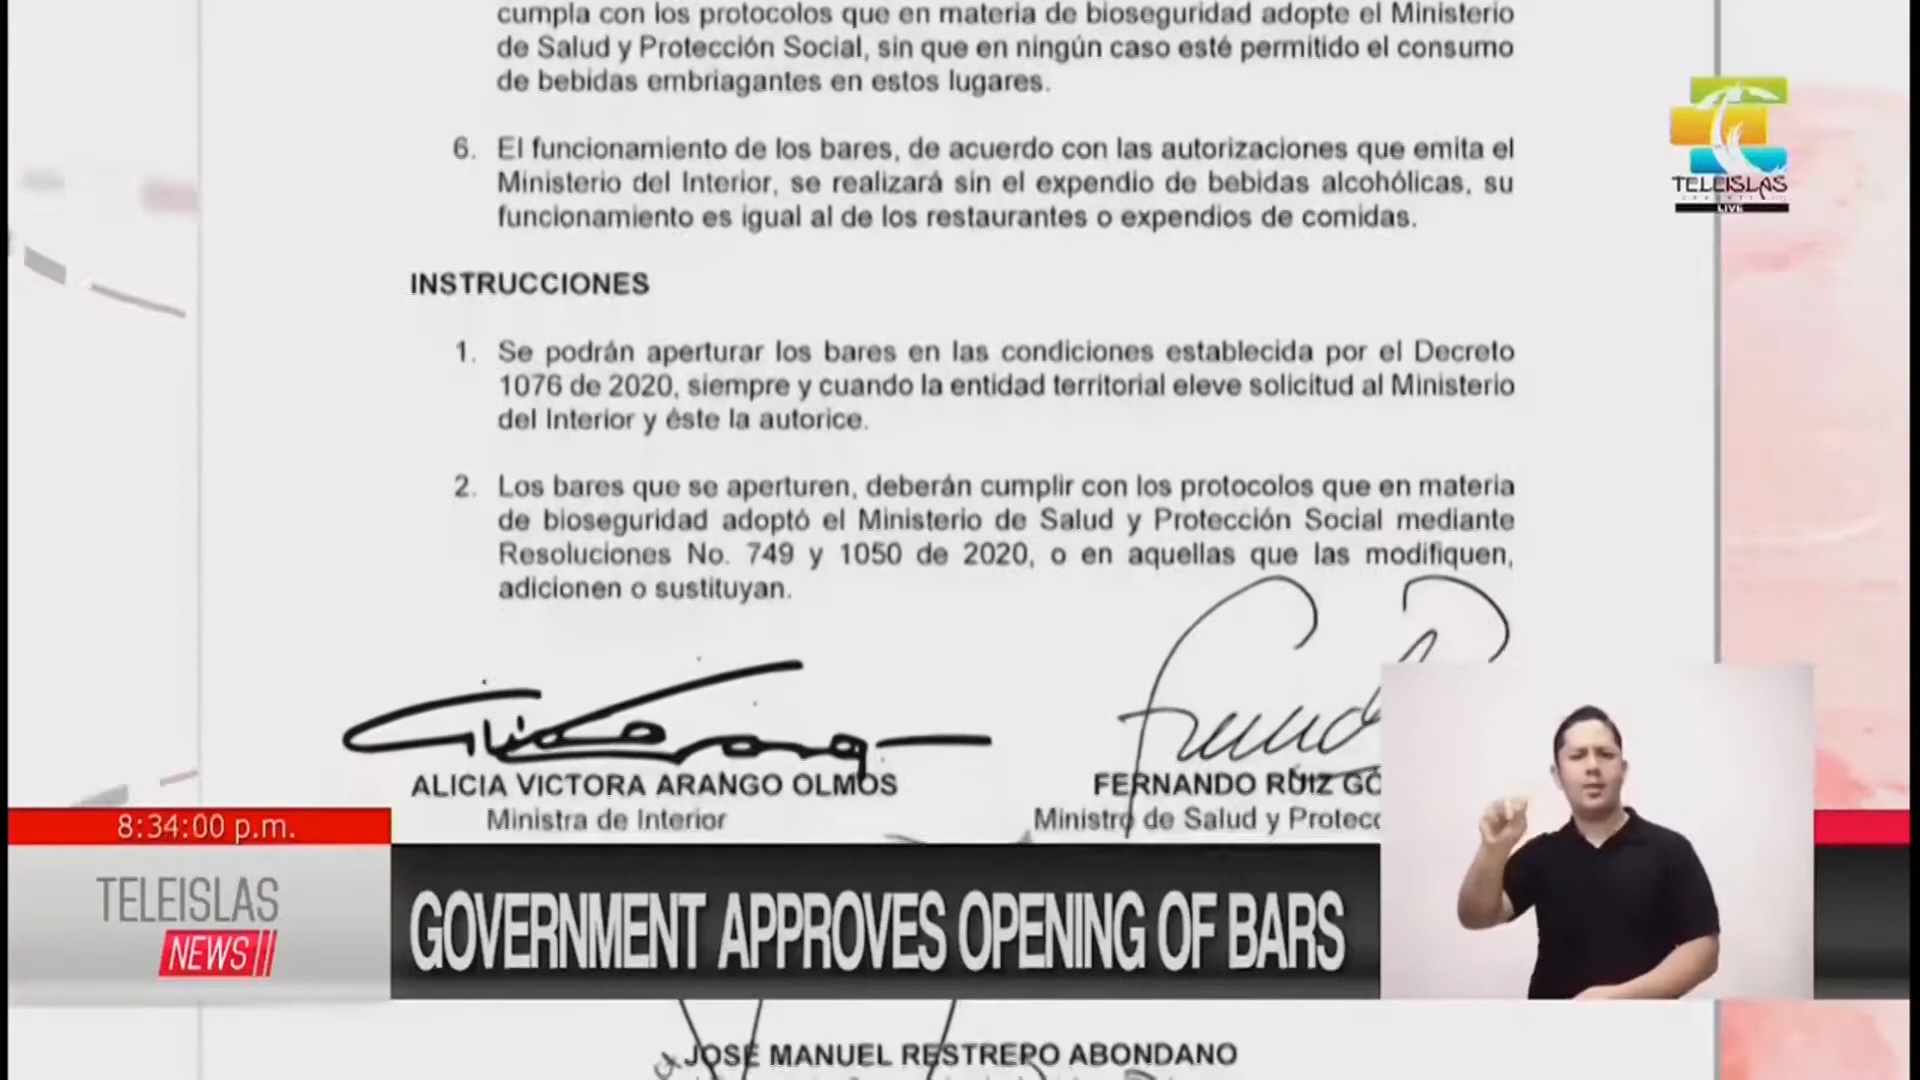 cumpla con los protocolos que en materia de bioseguridad adopte el Ministerio
de Salud y Protección Social, sin que en ningún caso esté permitido el consumo
de bebidas embriagantes en estos lugares.
6. El funcionamiento de los bares, de acuerdo con las autorizaciones que emita el
Ministerio del Interior, se realizará sin el expendio de bebidas alcohólicas, su
funcionamiento es igual al de los restaurantes o expendios de comidas.
INSTRUCCIONES
1. Se podrán aperturar los bares en las condiciones establecida por el Decreto
1076 de 2020, siempre y cuando la entidad territorial eleve solicitud al Ministerio
del Interior y éste la autorice.
2. Los bares que se aperturen, deberán cumplir con los protocolos que en materia
de bioseguridad adoptó el Ministerio de Salud y Protección Social mediante
Resoluciones No. 749 y 1050 de 2020, o en aquellas que las modifiquen,
adicionen o sustituyan.
ALICIA VICTORA ARANGO OLMOS
Ministra de Interior
FERNANDO RUIZ GÓ
Ministro de Salud y Protecc
TELEISLAS
LIVE
8:34:00 p.m.
TELEISLAS
NEWS
GOVERNMENT APPROVES OPENING OF BARS
JOSÉ MANUEL RESTREPO ABONDANO